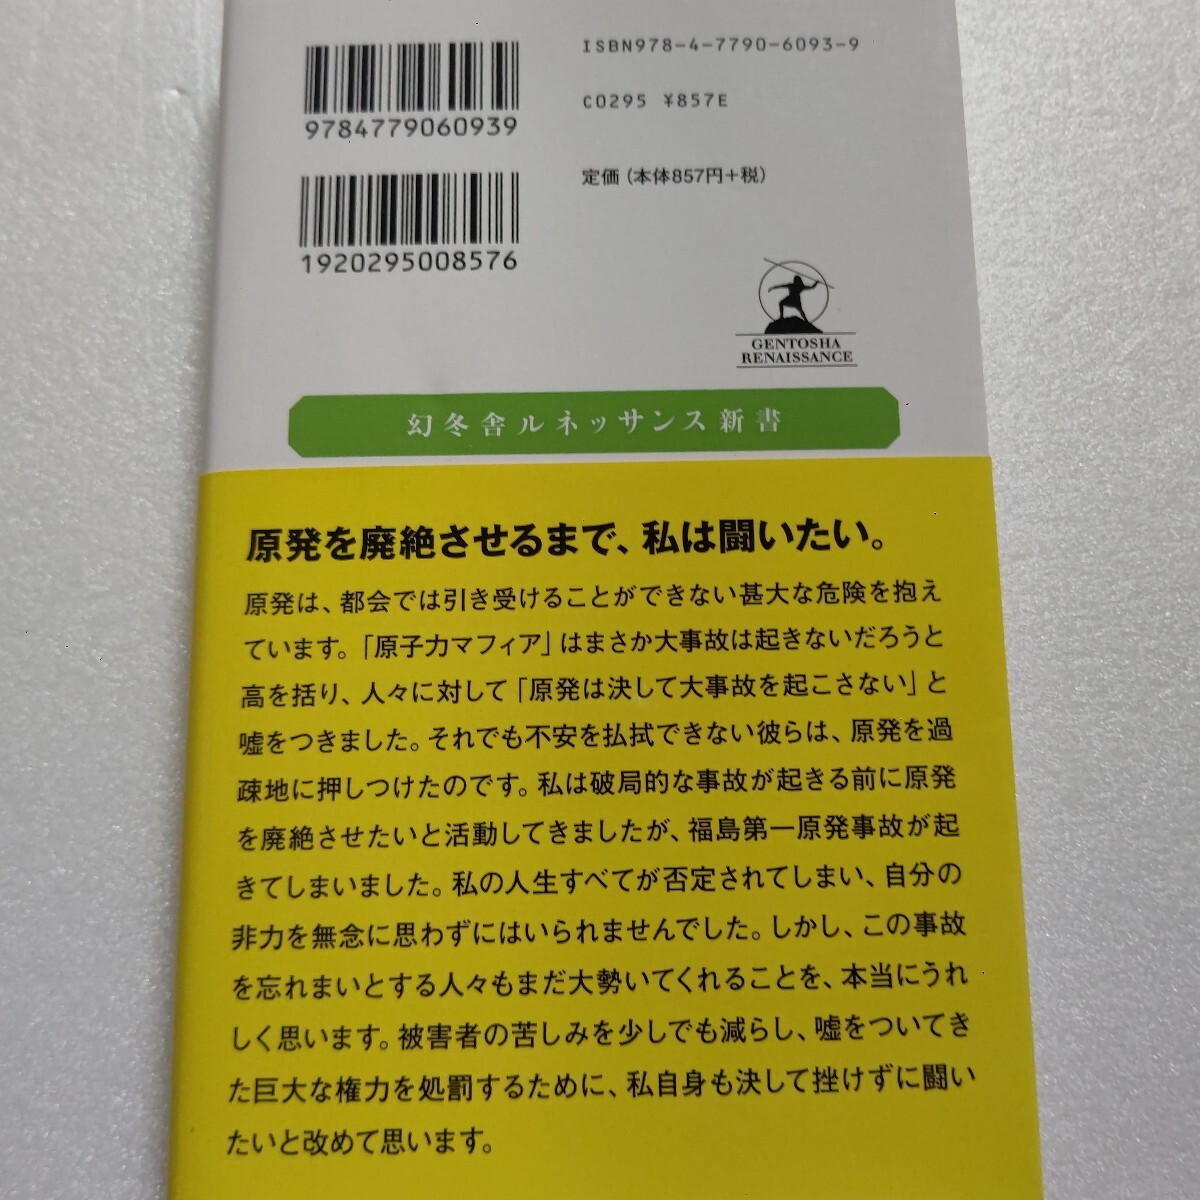 9784779060939
ISBN978-4-7790-6093-9
C0295 ¥857E
1920295008576
定価(本体857円+税)
GENTOSHA
RENAISSANCE
幻冬舎ルネッサンス新書
原発を廃絶させるまで、私は闘いたい。
原発は、都会では引き受けることができない甚大な危険を抱え
ています。「原子力マフィア」はまさか大事故は起きないだろうと
高を括り、人々に対して「原発は決して大事故を起こさない」と
嘘をつきました。それでも不安を払拭できない彼らは、原発を過
疎地に押しつけたのです。私は破局的な事故が起きる前に原発
を廃絶させたいと活動してきましたが、福島第一原発事故が起
きてしまいました。私の人生すべてが否定されてしまい、自分の
非力を無念に思わずにはいられませんでした。しかし、この事故
を忘れまいとする人々もまだ大勢いてくれることを、本当にうれ
しく思います。被害者の苦しみを少しでも減らし、嘘をついてき
た巨大な権力を処罰するために、私自身も決して挫けずに闘い
たいと改めて思います。